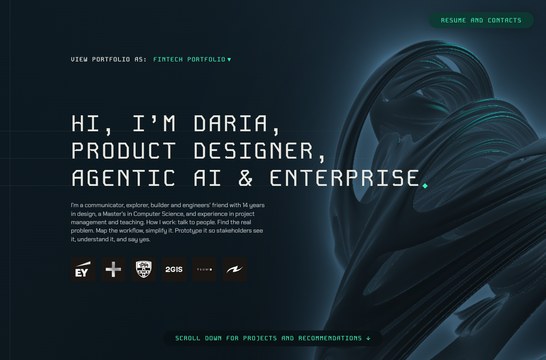 RESUME AND CONTACTS
VIEW PORTFOLIO AS: FINTECH PORTFOLIO ▾
HI, I'M DARIA,
PRODUCT DESIGNER,
AGENTIC AI & ENTERPRISE.
I'm a communicator, explorer, builder and engineers' friend with 14 years
in design, a Master's in Computer Science, and experience in project
management and teaching. How I work: talk to people. Find the real
problem. Map the workflow, simplify it. Prototype it so stakeholders see
it, understand it, and say yes.
EY
2GIS
SCROLL DOWN FOR PROJECTS AND RECOMMENDATIONS ↓